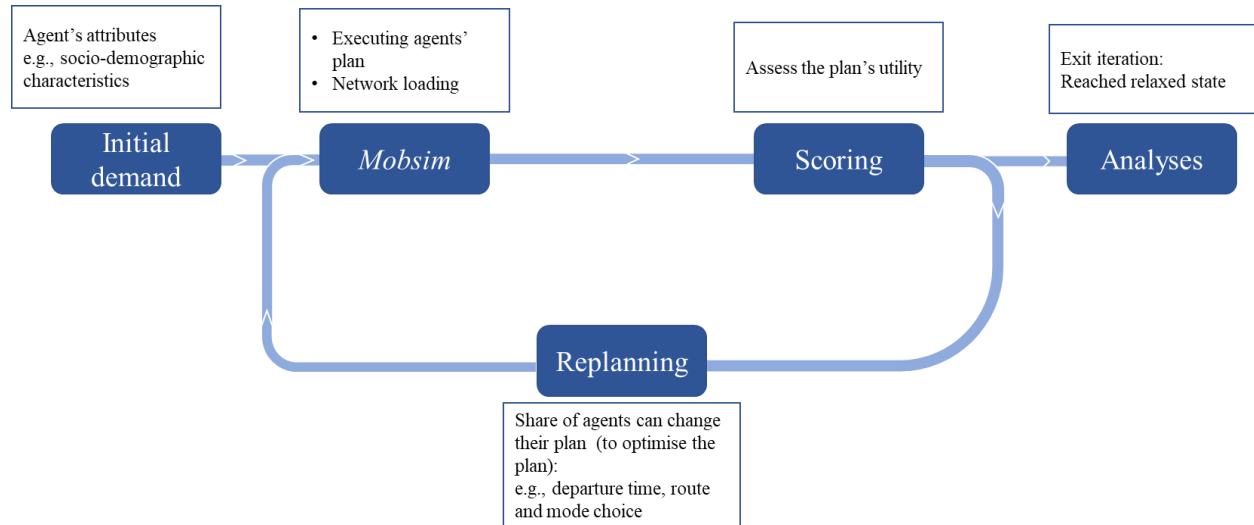 Agent's attributes
e.g., socio-demographic
characteristics
• Executing agents'
plan
• Network loading
Assess the plan's utility
Exit iteration:
Reached relaxed state
Initial
demand
Mobsim
Scoring
Analyses
Replanning
Share of agents can change
their plan (to optimise the
plan):
e.g., departure time, route
and mode choice